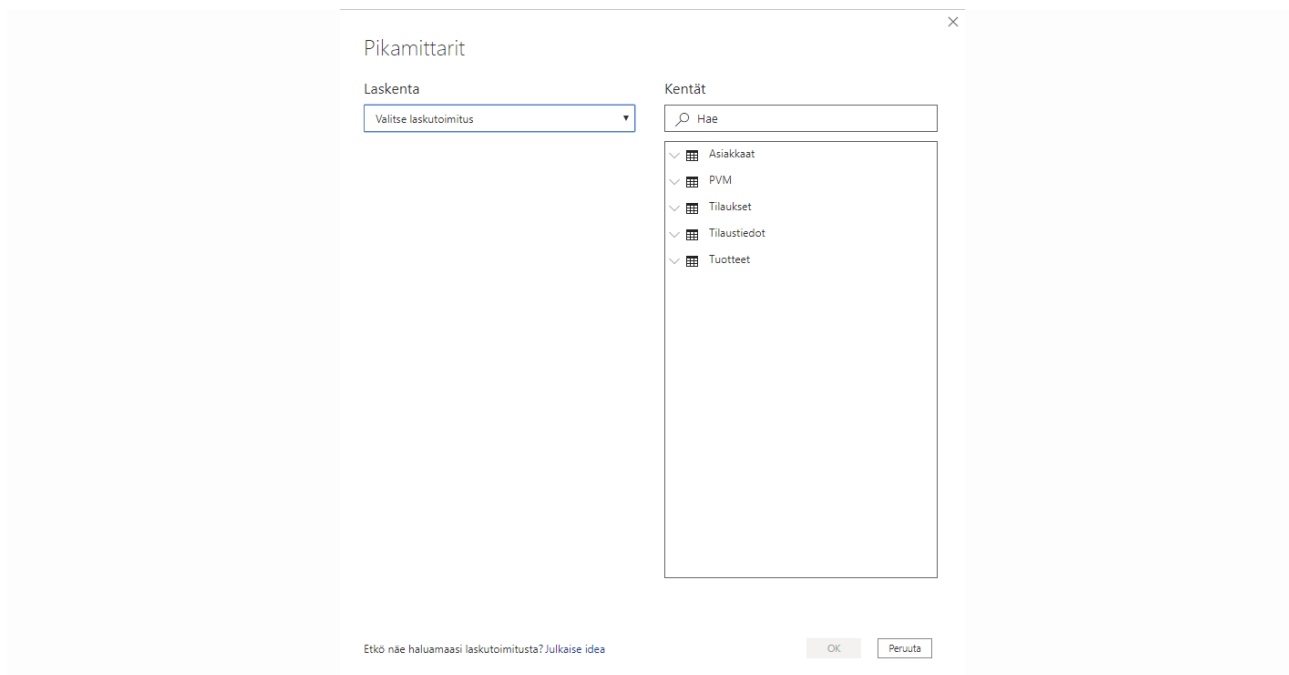 Pikamittarit
Laskenta
Valitse laskutoimitus
Kentät
Hae
Asiakkaat
PVM
Tilaukset
Tilaustiedot
Tuotteet
Etkö näe haluamaasi laskutoimitusta? Julkaise idea
OK
Peruuta